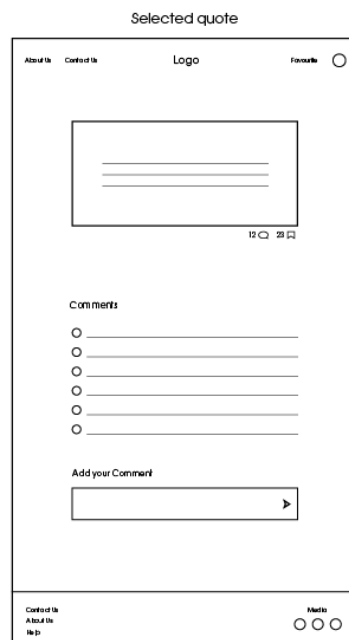 Selected quote
About Us Contact Us Logo Favourite
12 23
Comments
Add your Comment
Contact Us
Media
About Us
Help